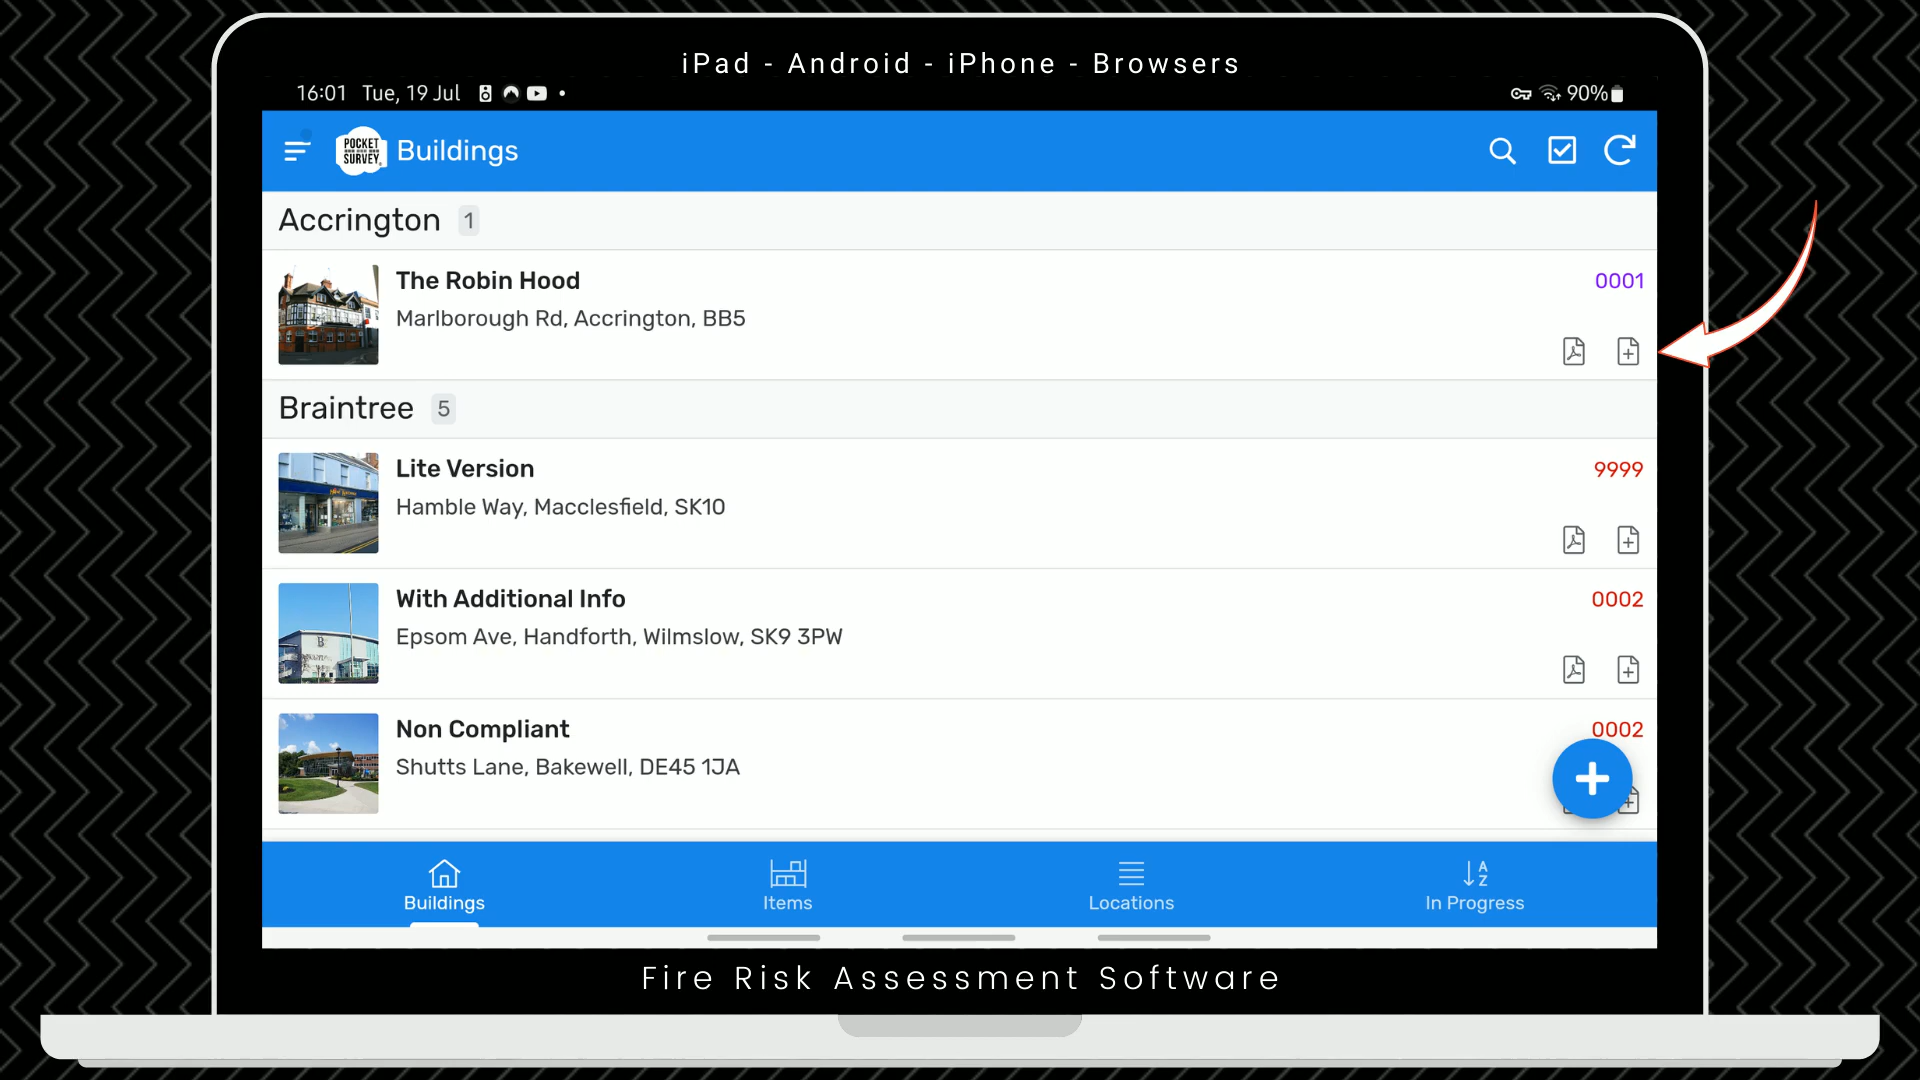 iPad - Android - iPhone - Browsers
16:01 Tue, 19 Jul 90%
POCKET SURVEY Buildings
Accrington 1
The Robin Hood 0001
Marlborough Rd, Accrington, BB5
Braintree 5
Lite Version 9999
Hamble Way, Macclesfield, SK10
With Additional Info 0002
Epsom Ave, Handforth, Wilmslow, SK9 3PW
Non Compliant 0002
Shutts Lane, Bakewell, DE45 1JA
Buildings Items Locations In Progress
Fire Risk Assessment Software